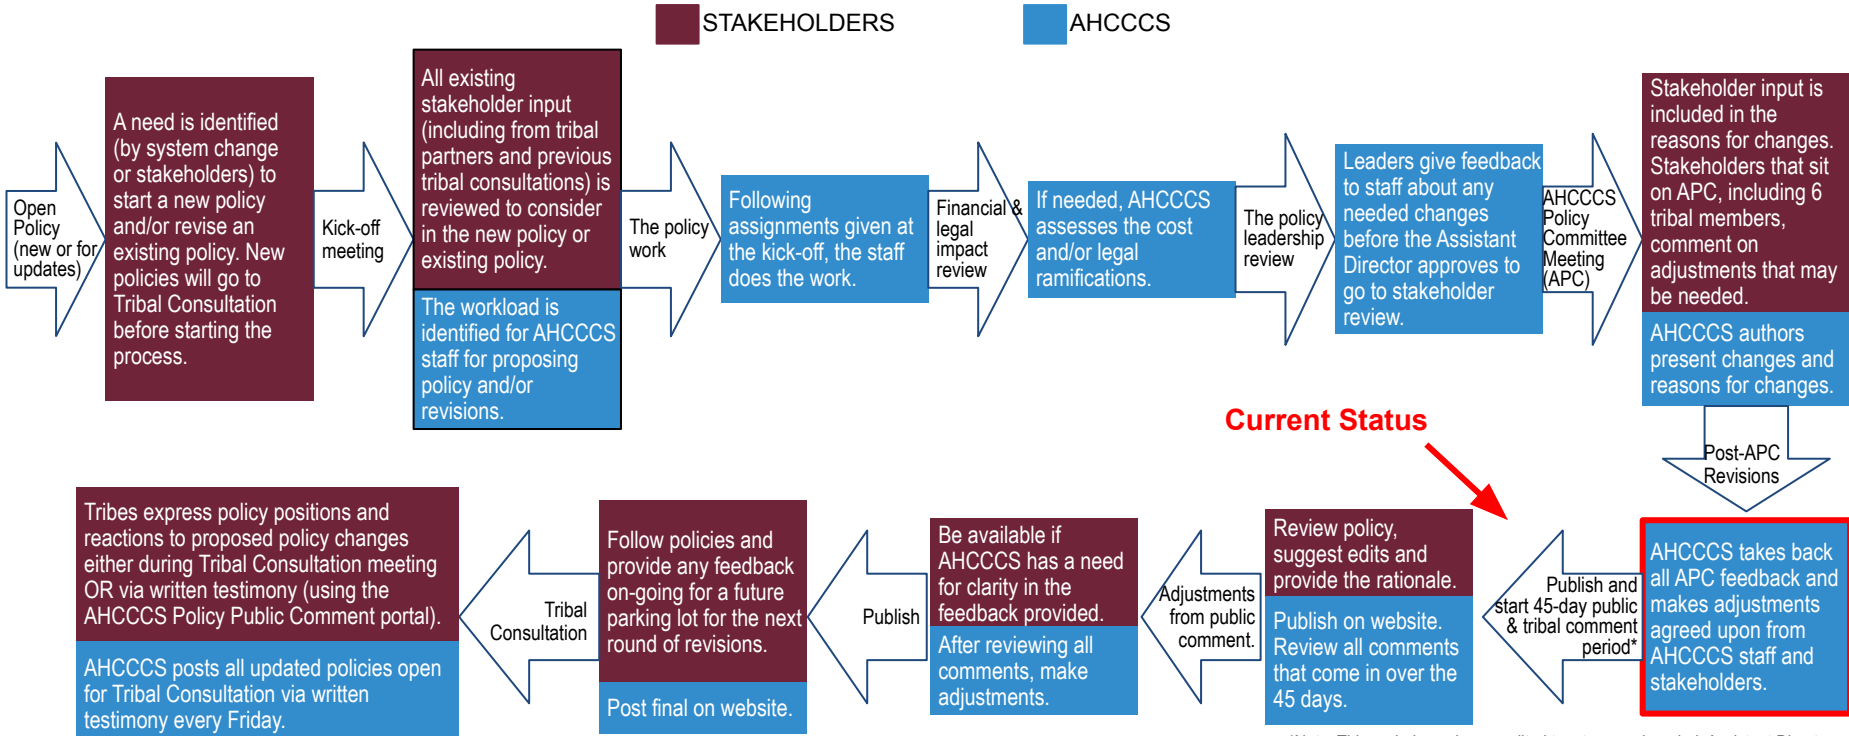 STAKEHOLDERS
AHCCCS
Open
Policy
(new or for
updates)
A need is identified
(by system change
or stakeholders) to
start a new policy
and/or revise an
existing policy. New
policies will go to
Tribal Consultation
before starting the
process.
Kick-off
meeting
All existing
stakeholder input
(including from tribal
partners and previous
tribal consultations) is
reviewed to consider
in the new policy or
existing policy.
The workload is
identified for AHCCCS
staff for proposing
policy and/or
revisions.
The policy
work
Following
assignments given at
the kick-off, the staff
does the work.
Financial &
legal
impact
review
If needed, AHCCCS
assesses the cost
and/or legal
ramifications.
The policy
leadership
review
Leaders give feedback
to staff about any
needed changes
before the Assistant
Director approves to
go to stakeholder
review.
AHCCCS
Policy
Committee
Meeting
(APC)
Stakeholder input is
included in the
reasons for changes.
Stakeholders that sit
on APC, including 6
tribal members,
comment on
adjustments that may
be needed.
AHCCCS authors
present changes and
reasons for changes.
Post-APC
Revisions
Current Status
AHCCCS takes back
all APC feedback and
makes adjustments
agreed upon from
AHCCCS staff and
stakeholders.
Publish and
start 45-day public
& tribal comment
period*
Review policy,
suggest edits and
provide the rationale.
Publish on website.
Review all comments
that come in over the
45 days.
Adjustments
from public
comment.
Be available if
AHCCCS has a need
for clarity in the
feedback provided.
After reviewing all
comments, make
adjustments.
Publish
Follow policies and
provide any feedback
on-going for a future
parking lot for the next
round of revisions.
Post final on website.
Tribal
Consultation
Tribes express policy positions and
reactions to proposed policy changes
either during Tribal Consultation meeting
OR via written testimony (using the
AHCCCS Policy Public Comment portal).
AHCCCS posts all updated policies open
for Tribal Consultation via written
testimony every Friday.